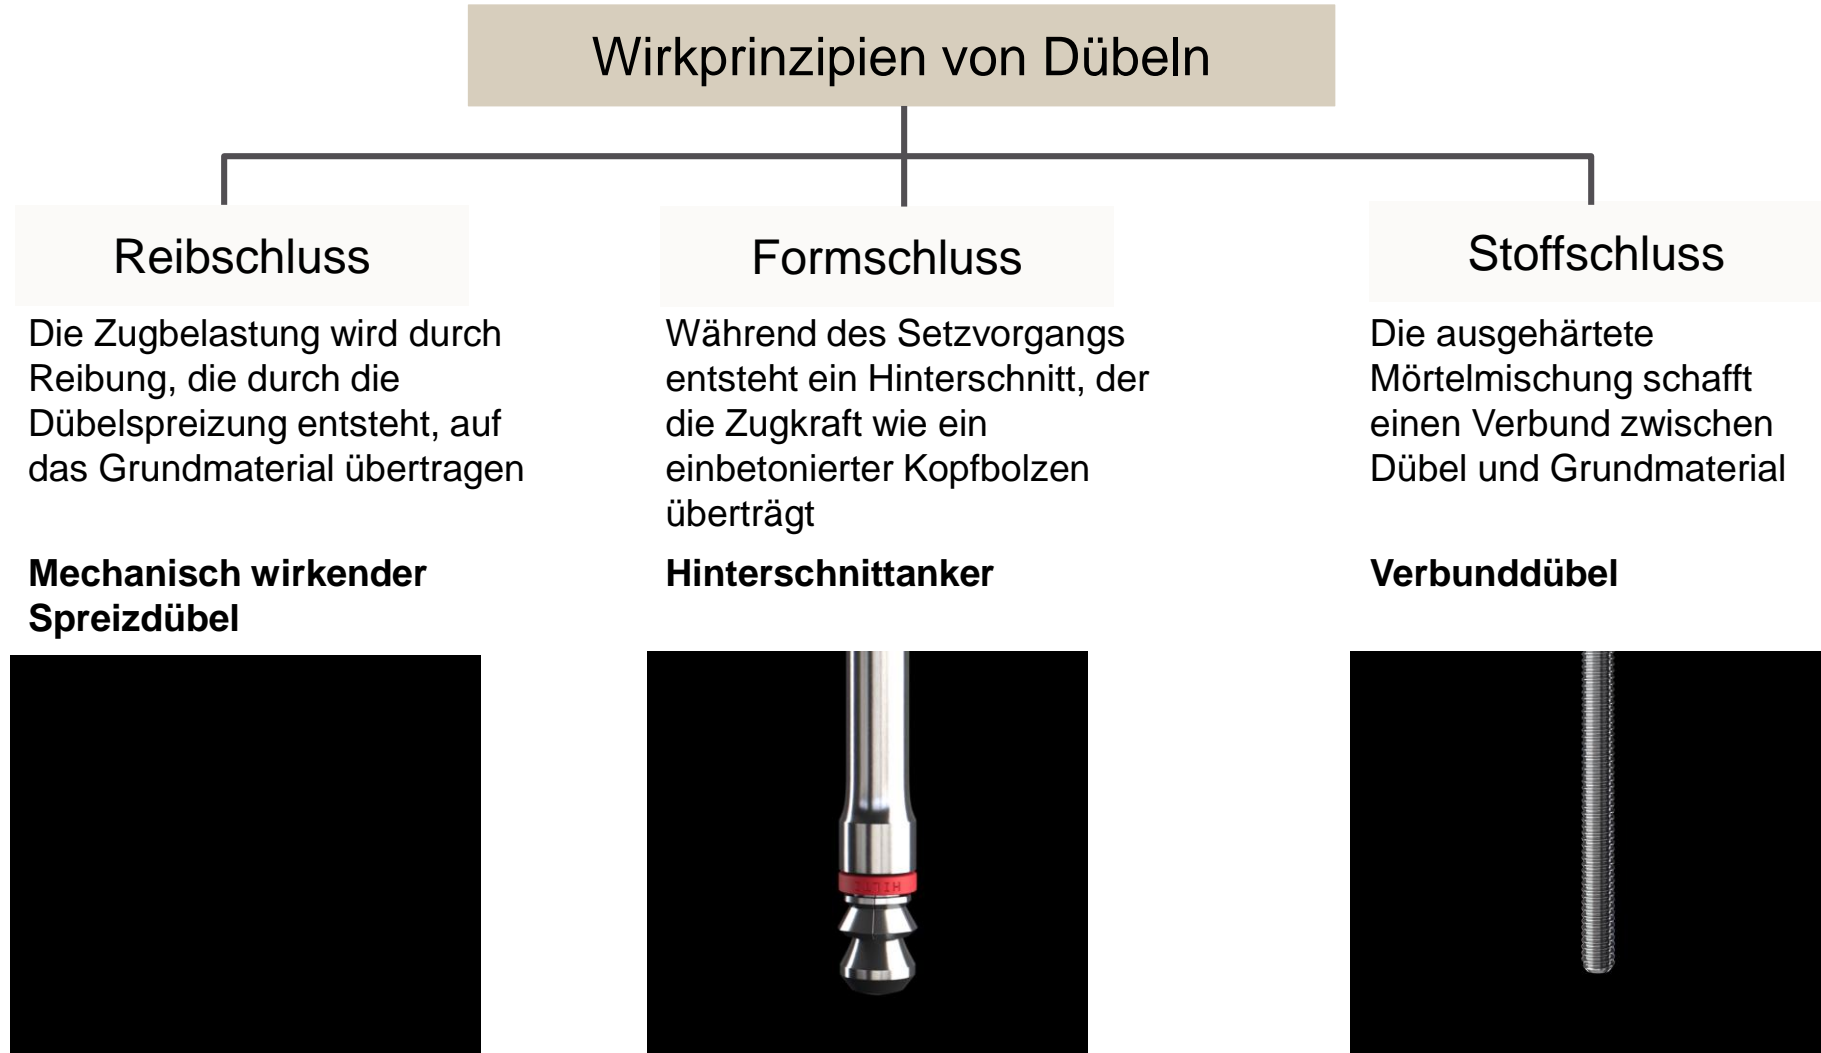 Wirkprinzipien von Dübeln
Reibschluss
Die Zugbelastung wird durch
Reibung, die durch die
Dübelspreizung entsteht, auf
das Grundmaterial übertragen
Mechanisch wirkender
Spreizdübel
Formschluss
Während des Setzvorgangs
entsteht ein Hinterschnitt, der
die Zugkraft wie ein
einbetonierter Kopfbolzen
überträgt
Hinterschnittanker
HILTI
Stoffschluss
Die ausgehärtete
Mörtelmischung schafft
einen Verbund zwischen
Dübel und Grundmaterial
Verbunddübel